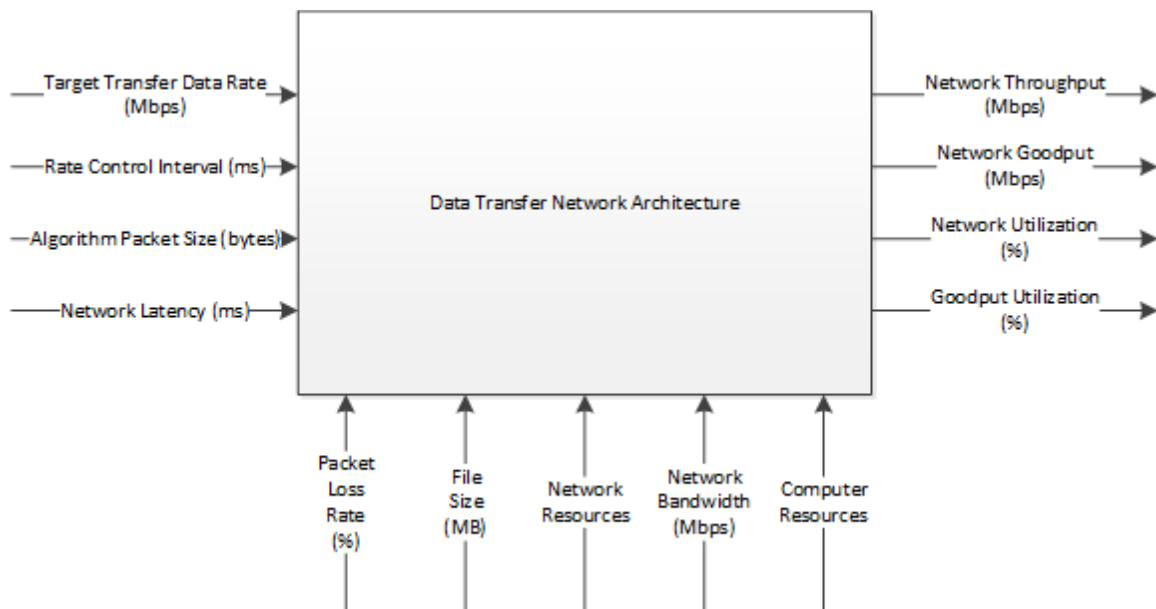 Target Transfer Data Rate
(Mbps)
Rate Control Interval (ms)
Algorithm Packet Size (bytes)
Network Latency (ms)
Data Transfer Network Architecture
Network Throughput
(Mbps)
Network Goodput
(Mbps)
Network Utilization
(%)
Goodput Utilization
(%)
Packet
Loss
Rate
(%)
File
Size
(MB)
Network
Resources
Network
Bandwidth
(Mbps)
Computer
Resources